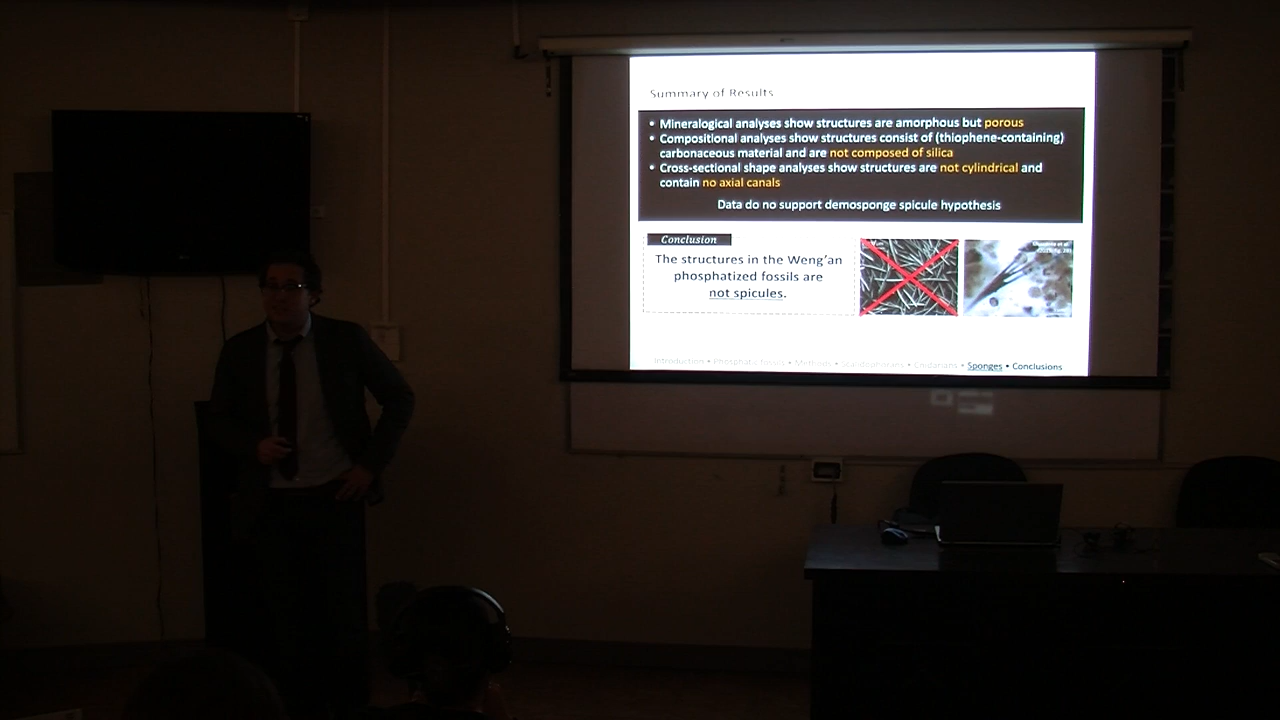 Summary of Results
• Mineralogical analyses show structures are amorphous but porous
• Compositional analyses show structures consist of (thiophene-containing)
carbonaceous material and are not composed of silica
• Cross-sectional shape analyses show structures are not cylindrical and
contain no axial canals
Data do no support demosponge spicule hypothesis
Conclusion
The structures in the Weng'an
phosphatized fossils are
not spicules.
Introduction • Phosphatic fossils • Methods • • Cnidarians • Sponges • Conclusions